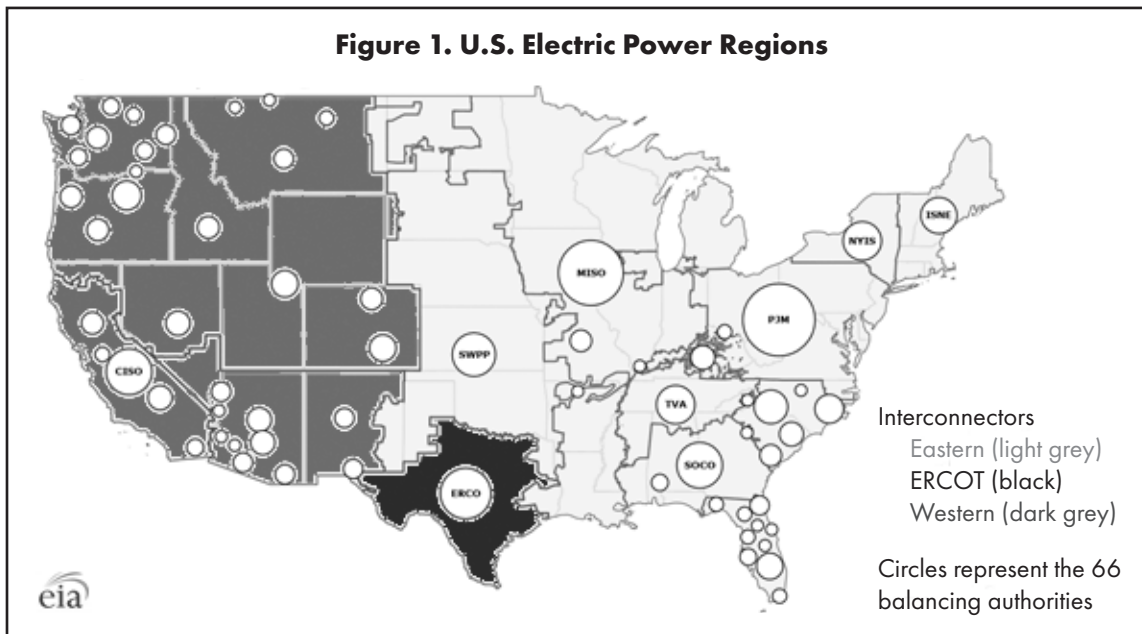 Figure 1. U.S. Electric Power Regions
ISNE
NYIS
MISO
PJM
SWPP
CISO
TVA
SOCO
ERCO
Interconnectors
Eastern (light grey)
ERCOT (black)
Western (dark grey)
Circles represent the 66
balancing authorities
eia